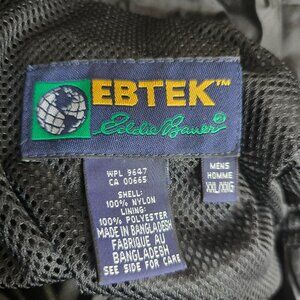 EBTEK™
Eddie Bauer®
WPL 9647
CA 00665
SHELL:
100% NYLON
LINING:
100% POLYESTER
MADE IN BANGLADESH
FABRIQUE AU
BANGLADESH
SEE SIDE FOR CARE
MENS
HOMME
XXL/XXG